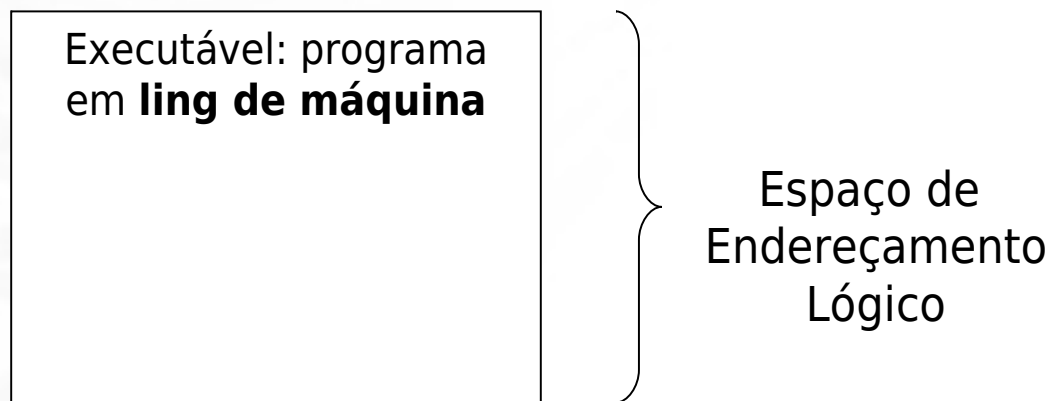 Executável: programa
em ling de máquina
Espaço de
Endereçamento
Lógico